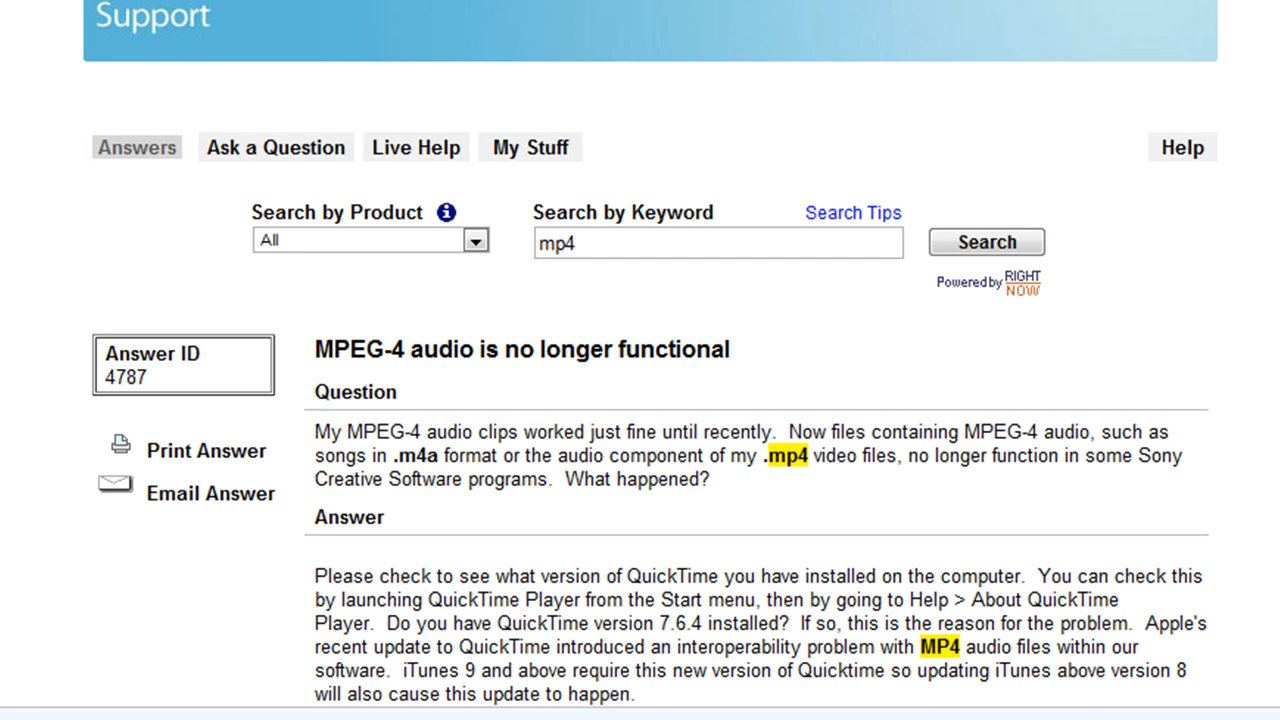 Support
Answers Ask a Question Live Help My Stuff Help
Search by Product Search by Keyword Search Tips
All mp4 Search
Powered by RIGHT NOW
Answer ID
4787
Print Answer
Email Answer
MPEG-4 audio is no longer functional
Question
My MPEG-4 audio clips worked just fine until recently. Now files containing MPEG-4 audio, such as
songs in .m4a format or the audio component of my .mp4 video files, no longer function in some Sony
Creative Software programs. What happened?
Answer
Please check to see what version of QuickTime you have installed on the computer. You can check this
by launching QuickTime Player from the Start menu, then by going to Help > About QuickTime
Player. Do you have QuickTime version 7.6.4 installed? If so, this is the reason for the problem. Apple's
recent update to QuickTime introduced an interoperability problem with MP4 audio files within our
software. iTunes 9 and above require this new version of Quicktime so updating iTunes above version 8
will also cause this update to happen.